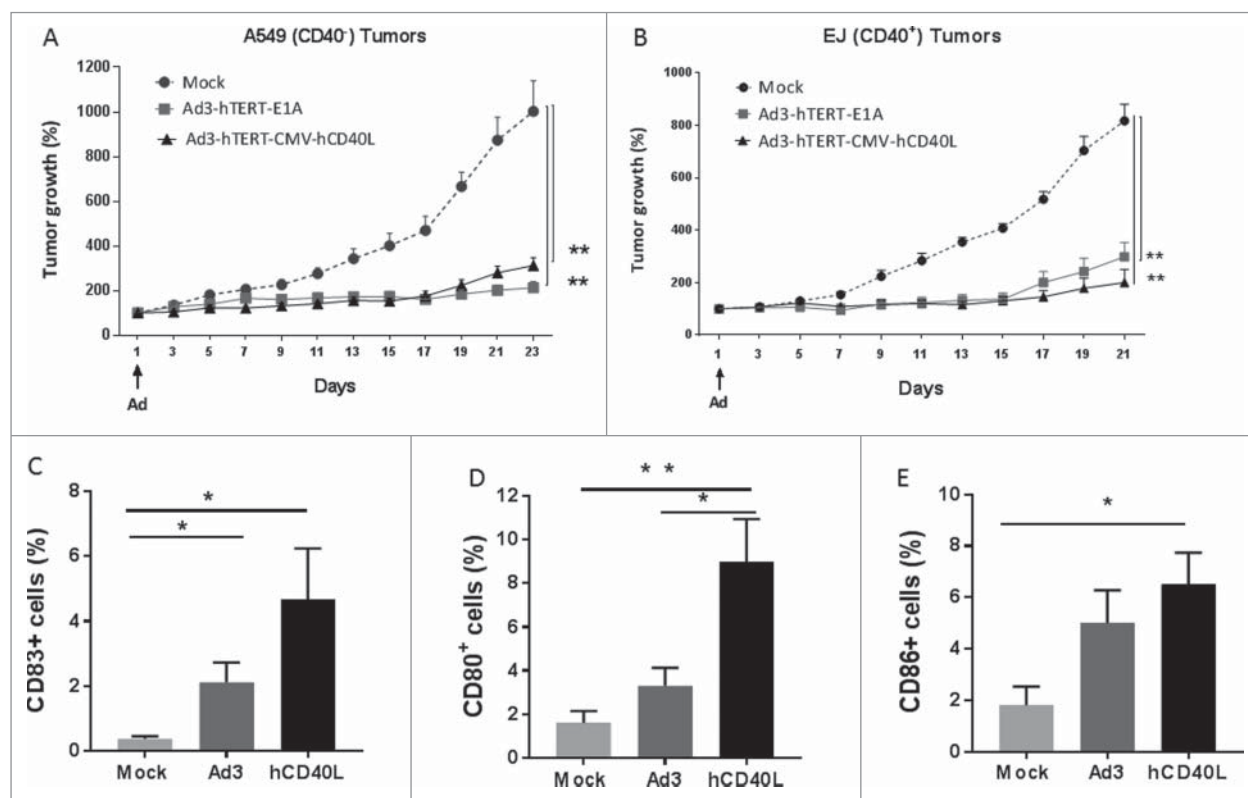 A
A549 (CD40-) Tumors
Tumor growth (%)
1200
1000
800
600
400
200
0
Mock
Ad3-hTERT-E1A
Ad3-hTERT-CMV-hCD40L
**
**
1 3 5 7 9 11 13 15 17 19 21 23
Days
Ad
B
EJ (CD40+) Tumors
Tumor growth (%)
1000
800
600
400
200
0
Mock
Ad3-hTERT-E1A
Ad3-hTERT-CMV-hCD40L
**
**
1 3 5 7 9 11 13 15 17 19 21
Days
Ad
C
CD83+ cells (%)
8
6
4
2
0
*
*
Mock Ad3 hCD40L
D
CD80+ cells (%)
12
10
8
6
4
2
0
* *
*
Mock Ad3 hCD40L
E
CD86+ cells (%)
10
8
6
4
2
0
*
Mock Ad3 hCD40L